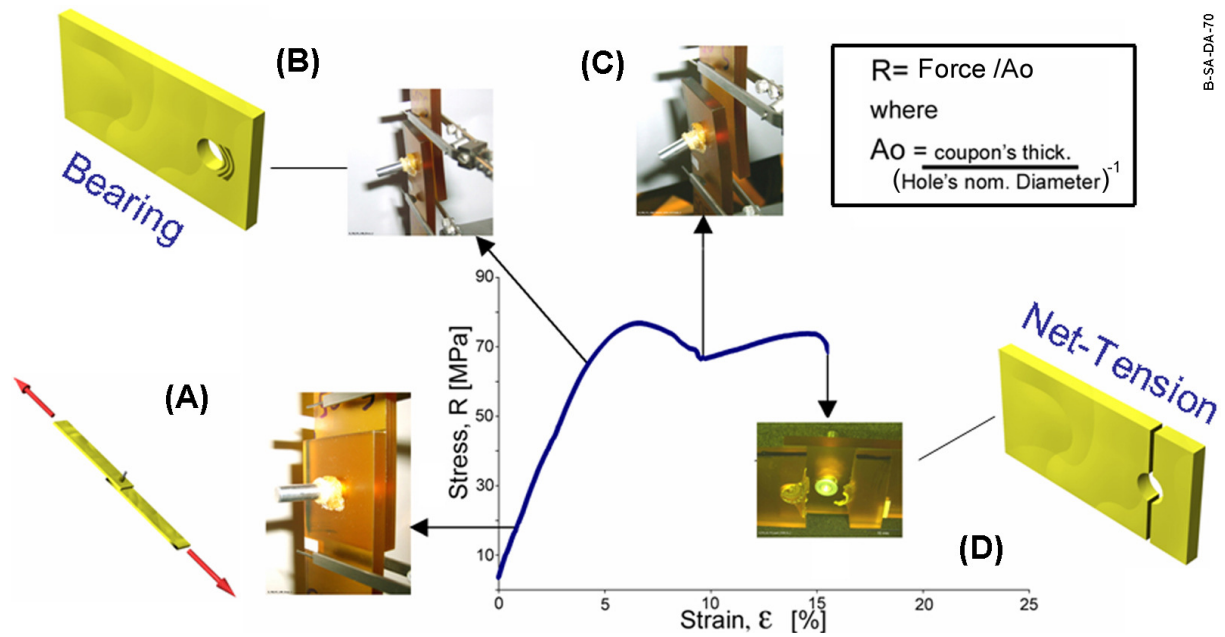 B-SA-DA-70
(B)
(C)
R= Force /Ao
where
Ao = coupon's thick.
(Hole's nom. Diameter)-1
Bearing
90
70
50
30
10
Stress, R [MPa]
Net-Tension
(A)
(D)
0 5 10 15 20 25
Strain, ε [%]